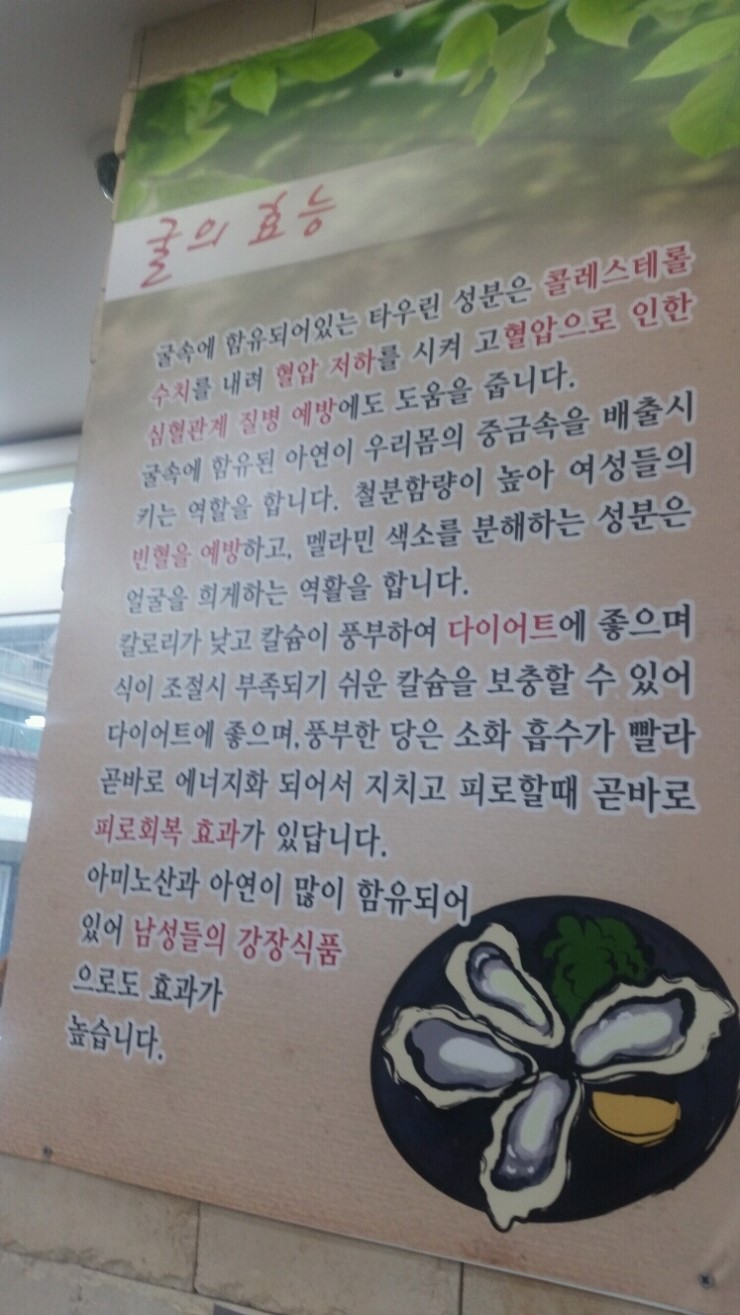 굴의 효능
굴속에 함유되어있는 타우린 성분은 콜레스테롤
수치를 내려 혈압 저하를 시켜 고혈압으로 인한
심혈관계 질병 예방에도 도움을 줍니다.
굴속에 함유된 아연이 우리몸의 중금속을 배출시
키는 역할을 합니다. 철분함량이 높아 여성들의
빈혈을 예방하고, 멜라민 색소를 분해하는 성분은
얼굴을 희게하는 역활을 합니다.
칼로리가 낮고 칼슘이 풍부하여 다이어트에 좋으며
식이 조절시 부족되기 쉬운 칼슘을 보충할 수 있어
다이어트에 좋으며, 풍부한 당은 소화 흡수가 빨라
곧바로 에너지화 되어서 지치고 피로할때 곧바로
피로회복 효과가 있답니다.
아미노산과 아연이 많이 함유되어
있어 남성들의 강장식품
으로도 효과가
높습니다.